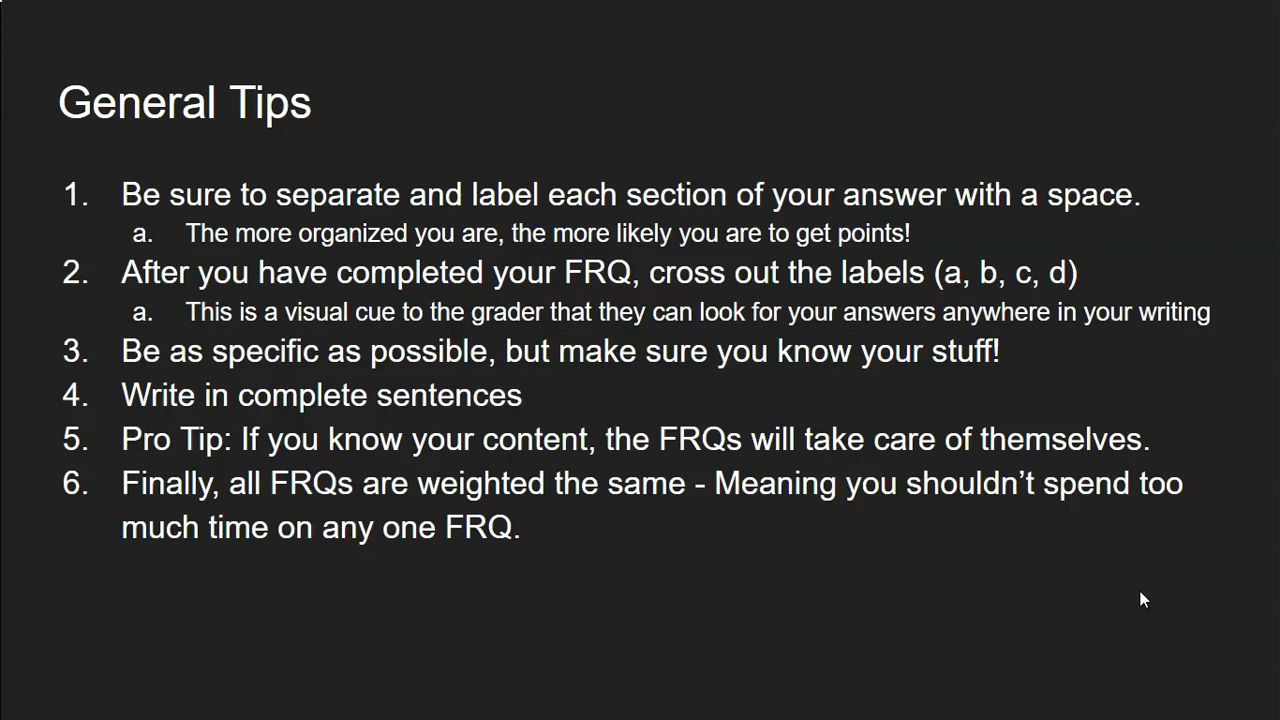 General Tips
1. Be sure to separate and label each section of your answer with a space.
a. The more organized you are, the more likely you are to get points!
2. After you have completed your FRQ, cross out the labels (a, b, c, d)
a. This is a visual cue to the grader that they can look for your answers anywhere in your writing
3. Be as specific as possible, but make sure you know your stuff!
4. Write in complete sentences
5. Pro Tip: If you know your content, the FRQs will take care of themselves.
6. Finally, all FRQs are weighted the same - Meaning you shouldn’t spend too
much time on any one FRQ.